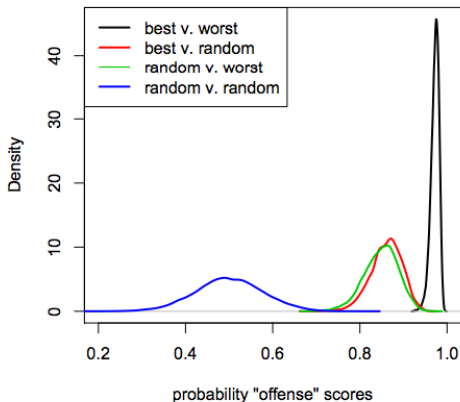 best v. worst
best v. random
random v. worst
random v. random
Density
40
30
20
10
0
0.2 0.4 0.6 0.8 1.0
probability "offense" scores